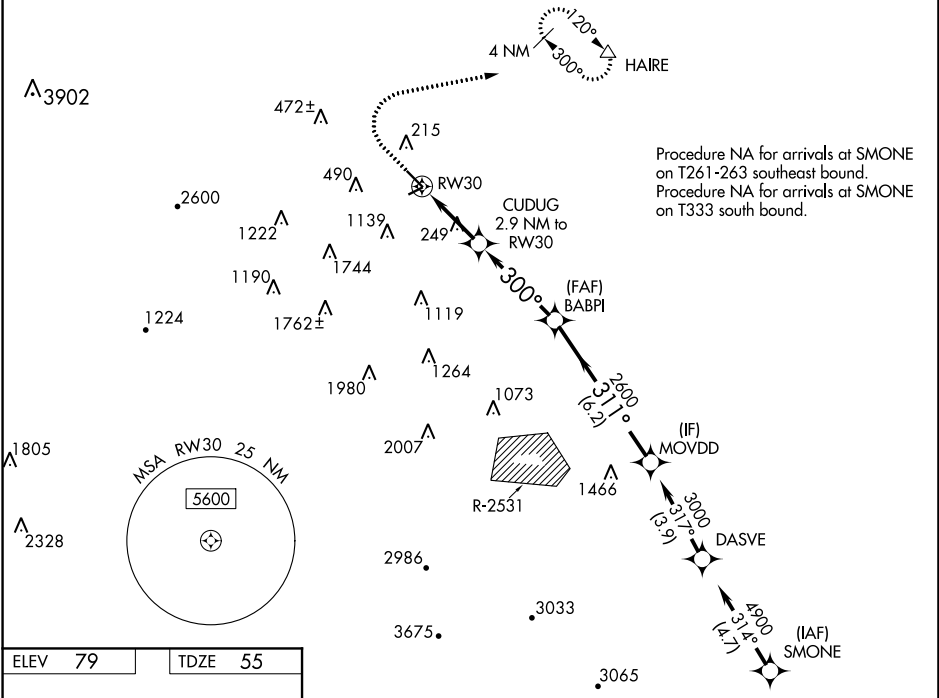 120°
4 NM
300°
HAIRE
3902
472±
215
Procedure NA for arrivals at SMONE
on T261-263 southeast bound.
Procedure NA for arrivals at SMONE
on T333 south bound.
490
RW30
2600
CUDUG
2.9 NM to
RW30
1222
1139
249
1744
1190
300°
(FAF)
BABPI
1762±
1119
1224
1264
1980
1073
2600
311°
(6.2)
2007
(IF)
MOVDD
1805
MSA RW30 25 NM
5600
1466
R-2531
3000
317°
(3.9)
DASVE
2328
2986
3033
4900
314°
(4.7)
(IAF)
SMONE
3675
3065
ELEV 79
TDZE 55